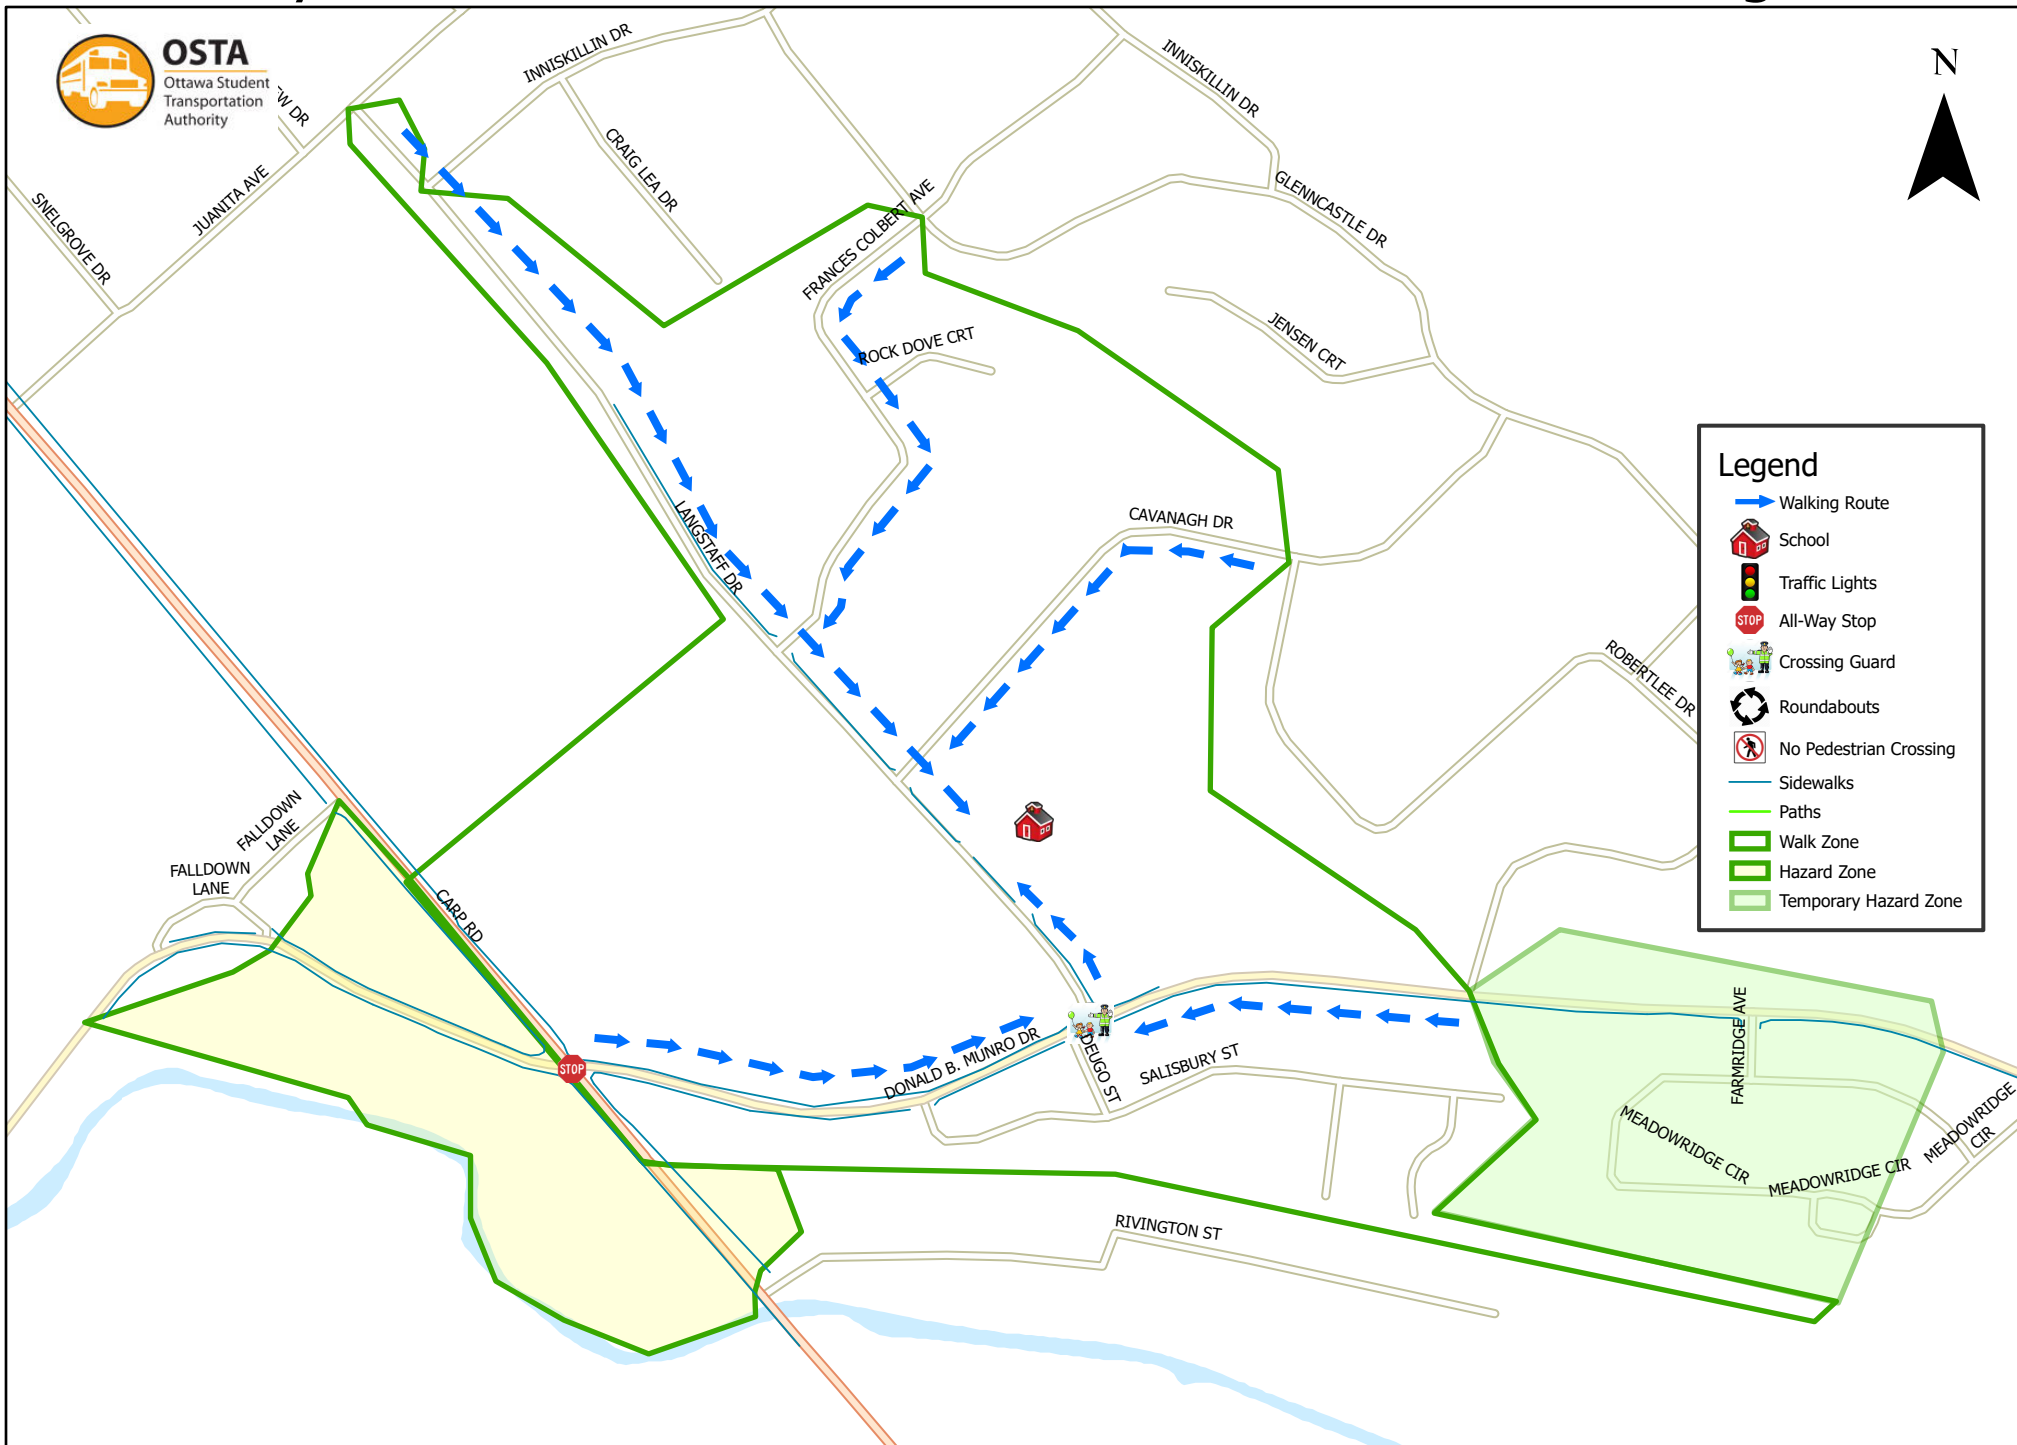 OSTA
Ottawa Student
Transportation
Authority
INNISKILLIN DR
INNISKILLIN DR
CRAIG LEA DR
JUANITA AVE
SNELGROVE DR
FRANCES COLBERT AVE
GLENNCASTLE DR
ROCK DOVE CRT
JENSEN CRT
LANGSTAFF DR
CAVANAGH DR
ROBERTLEE DR
FALLDOWN
LANE
FALLDOWN
LANE
CARP RD
DONALD B. MUNRO DR
DEUGO ST
SALISBURY ST
RIVINGTON ST
FARMRIDGE AVE
MEADOWRIDGE CIR
MEADOWRIDGE CIR
MEADOWRIDGE
CIR
STOP
N
Legend
Walking Route
School
Traffic Lights
STOP
All-Way Stop
Crossing Guard
Roundabouts
No Pedestrian Crossing
Sidewalks
Paths
Walk Zone
Hazard Zone
Temporary Hazard Zone